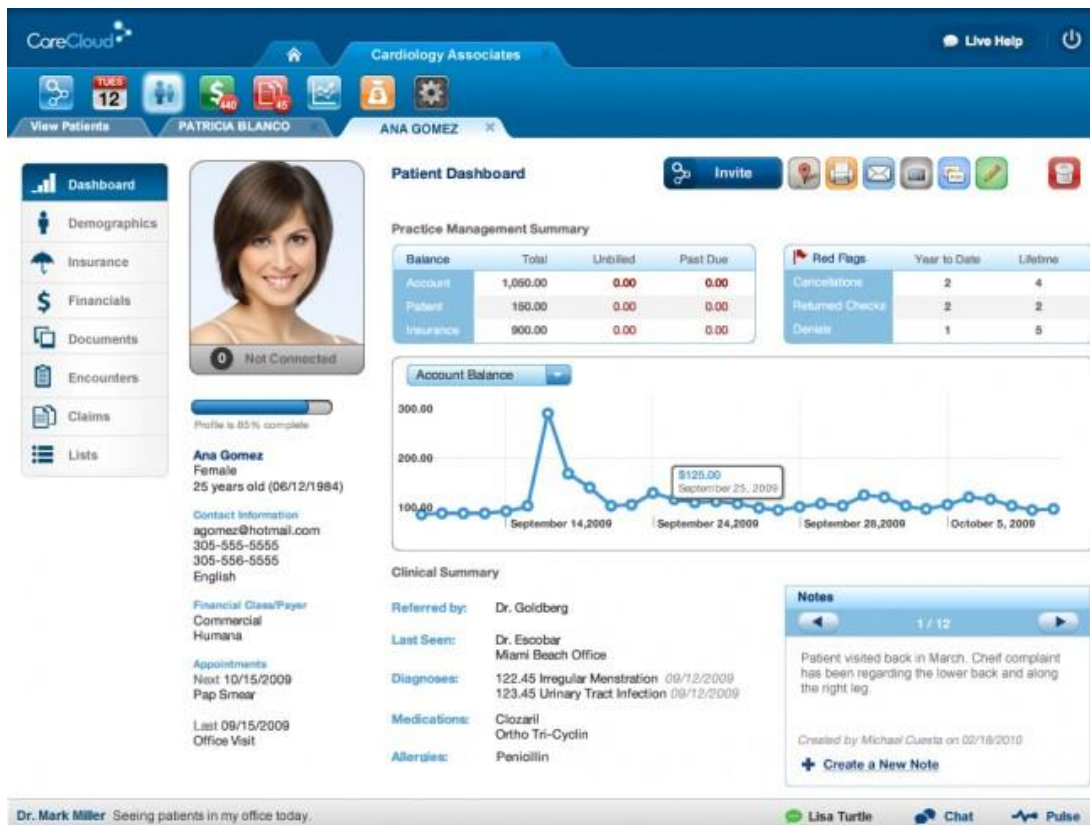 CareCloud
Live Help
Cardiology Associates
TUES
12
440
45
View Patients
PATRICIA BLANCO
ANA GOMEZ
Dashboard
Demographics
Insurance
Financials
Documents
Encounters
Claims
Lists
0 Not Connected
Profile is 85% complete
Ana Gomez
Female
25 years old (06/12/1984)
Contact Information
agomez@hotmail.com
305-555-5555
305-556-5555
English
Financial Class/Payer
Commercial
Humana
Appointments
Next 10/15/2009
Pap Smear
Last 09/15/2009
Office Visit
Patient Dashboard
Invite
Practice Management Summary
Balance Total Unbilled Past Due
Account 1,050.00 0.00 0.00
Patient 150.00 0.00 0.00
Insurance 900.00 0.00 0.00
Red Flags Year to Date Lifetime
Cancellations 2 4
Returned Checks 2 2
Denials 1 5
Account Balance
300.00
200.00
100.00
$125.00
September 25, 2009
September 14,2009 September 24,2009 September 28,2009 October 5, 2009
Clinical Summary
Referred by: Dr. Goldberg
Last Seen: Dr. Escobar
Miami Beach Office
Diagnoses: 122.45 Irregular Menstration 09/12/2009
123.45 Urinary Tract Infection 09/12/2009
Medications: Clozaril
Ortho Tri-Cyclin
Allergies: Penicillin
Notes
1 / 12
Patient visited back in March. Cheif complaint
has been regarding the lower back and along
the right leg.
Created by Michael Cuesta on 02/18/2010
Create a New Note
Dr. Mark Miller Seeing patients in my office today.
Lisa Turtle
Chat
Pulse